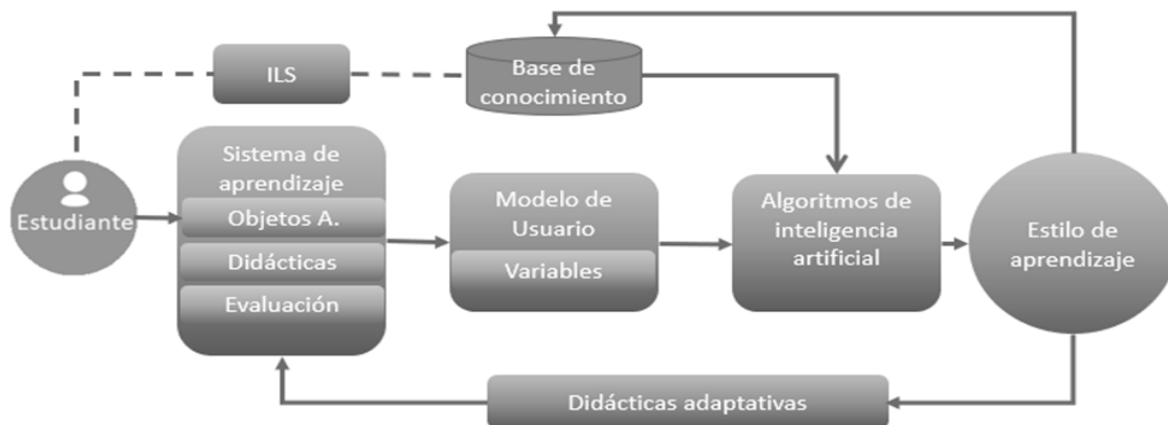 ILS
Base de
conocimiento
Estudiante
Sistema de
aprendizaje
Objetos A.
Didácticas
Evaluación
Modelo de
Usuario
Variables
Algoritmos de
inteligencia
artificial
Estilo de
aprendizaje
Didácticas adaptativas